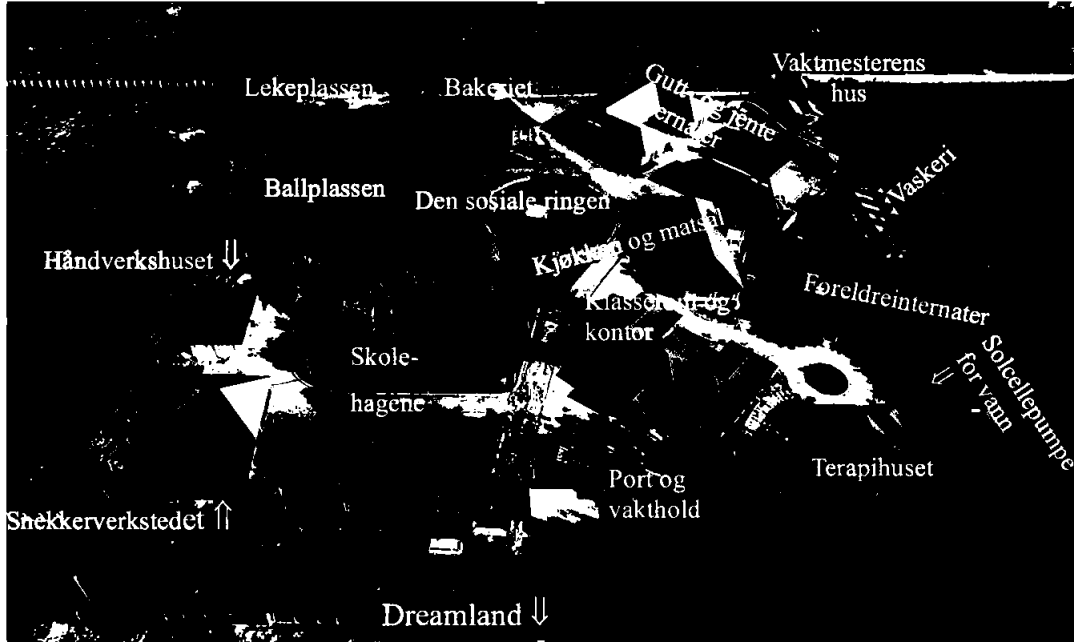 Vaktmesterens
hus
Lekeplassen
Bakeriet
Gutte og jente
ernater
Vaskeri
Ballplassen
Den sosiale ringen
Kjøkken og matsal
Håndverkshuset ⇓
Foreldreinternater
Klasserom og
kontor
Solcellepumpe
for vann
⇐
Skole-
hagene
Terapihuset
Port og
vakthold
Snekkerverkstedet ⇑
Dreamland ⇓